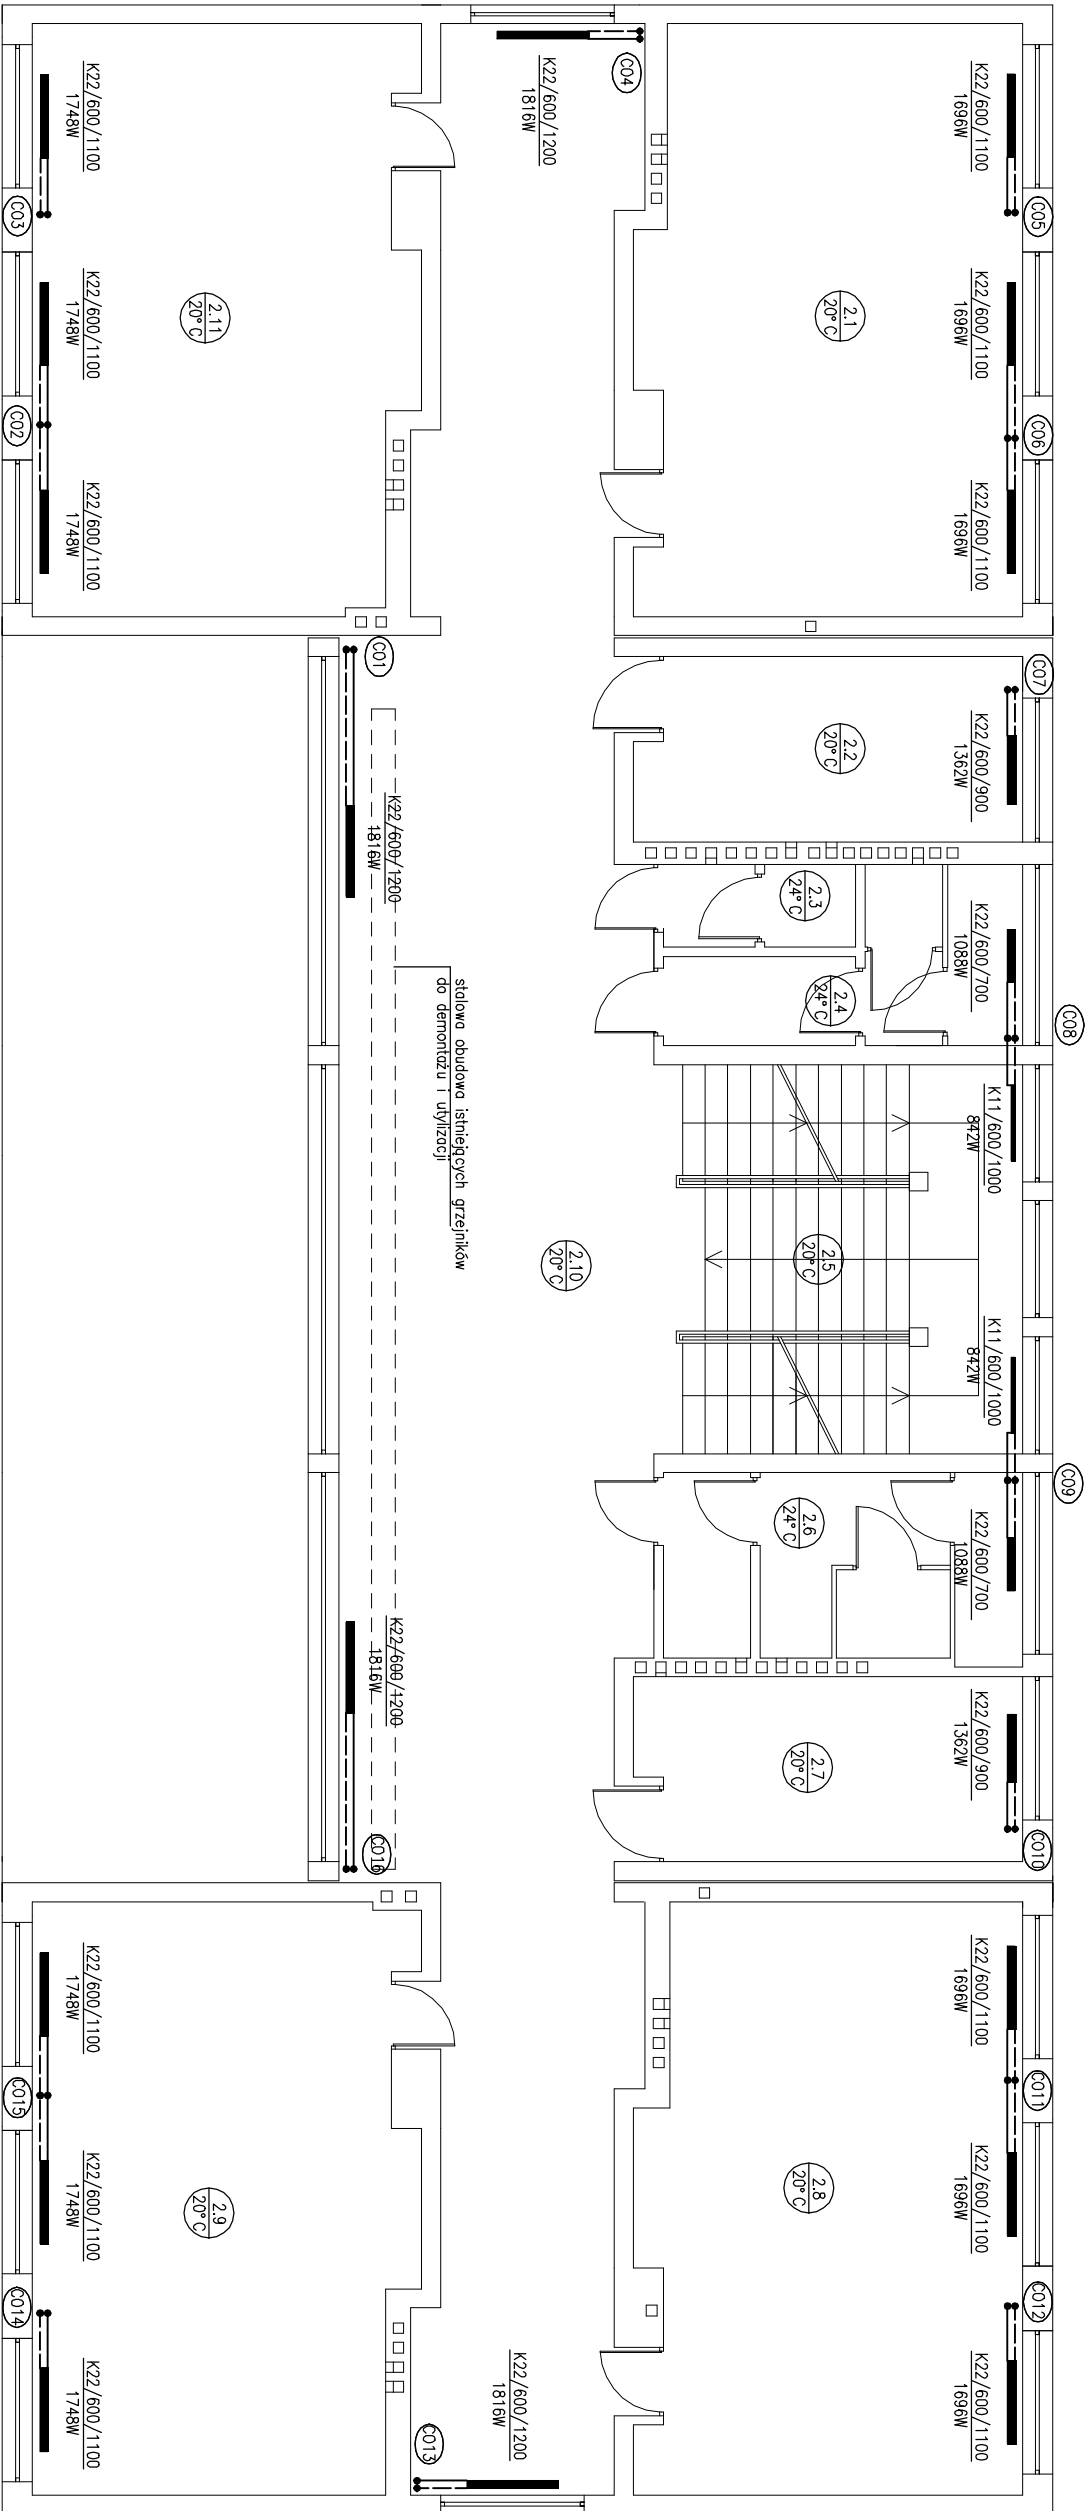 K22/600/1100
1748W
C03
K22/600/1100
1748W
C02
K22/600/1100
1748W
2.11
20°C
K22/600/1200
1816W
C04
K22/600/1100
1696W
C05
K22/600/1100
1696W
C06
K22/600/1100
1696W
2.1
20°C
C01
K22/600/1200
1816W
stalowa obudowa istniejących grzejników
do demontażu i utylizacji
C07
K22/600/900
1362W
2.2
20°C
2.3
24°C
2.4
24°C
K22/600/700
1088W
C08
K11/600/1000
842W
2.5
20°C
2.10
20°C
K11/600/1000
842W
C09
K22/600/700
1088W
2.6
24°C
K22/600/1200
1816W
C016
K22/600/900
1362W
2.7
20°C
C010
K22/600/1100
1696W
C011
K22/600/1100
1696W
C012
K22/600/1100
1696W
2.8
20°C
K22/600/1100
1748W
C015
K22/600/1100
1748W
C014
K22/600/1100
1748W
2.9
20°C
K22/600/1200
1816W
C013